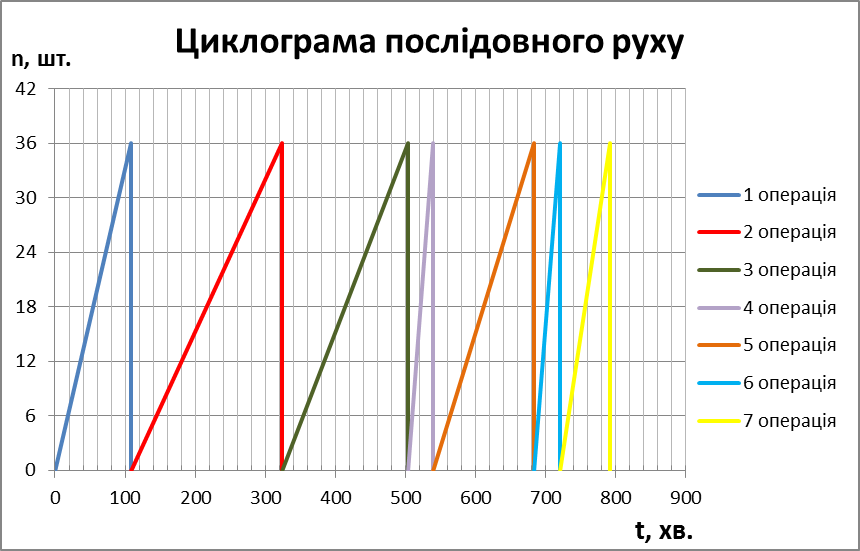 Циклограма послідовного руху
n, шт.
42
36
30
24
18
12
6
0
0 100 200 300 400 500 600 700 800 900
t, хв.
1 операція
2 операція
3 операція
4 операція
5 операція
6 операція
7 операція